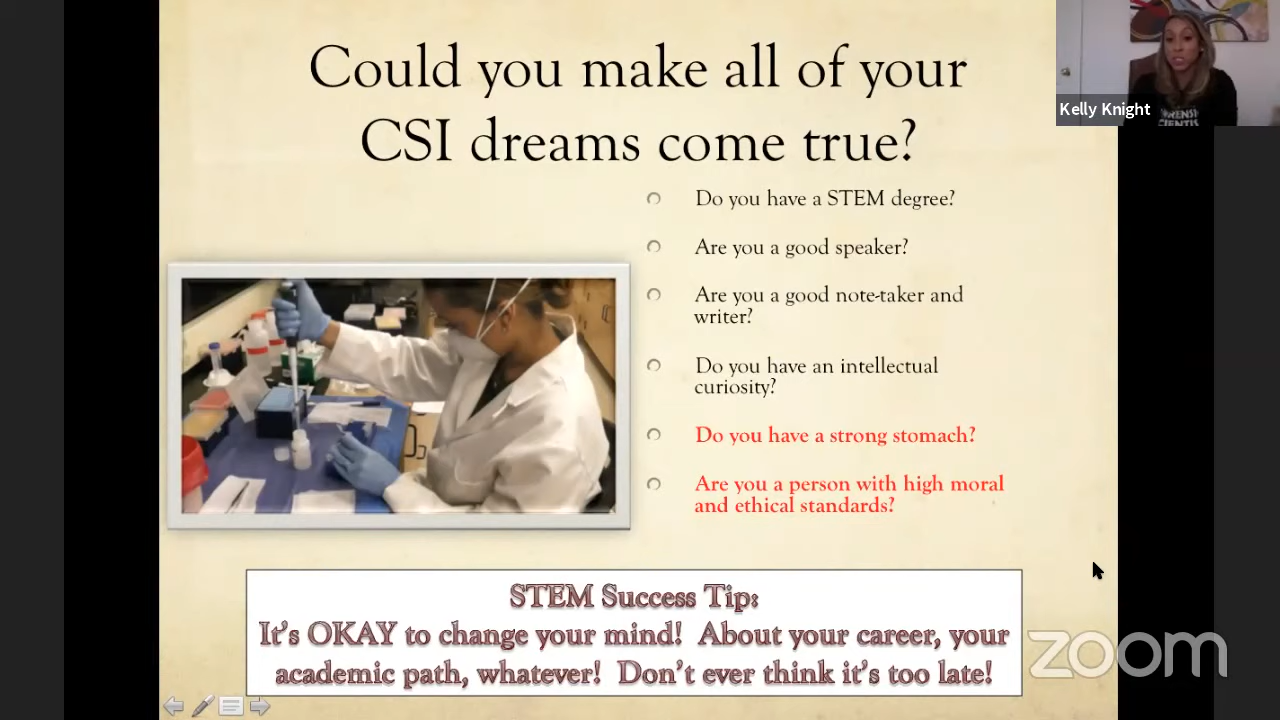 Could you make all of your
CSI dreams come true?
Kelly Knight
Do you have a STEM degree?
Are you a good speaker?
Are you a good note-taker and
writer?
Do you have an intellectual
curiosity?
Do you have a strong stomach?
Are you a person with high moral
and ethical standards?
STEM Success Tip:
It's OKAY to change your mind! About your career, your
academic path, whatever! Don't ever think it's too late!
zoom